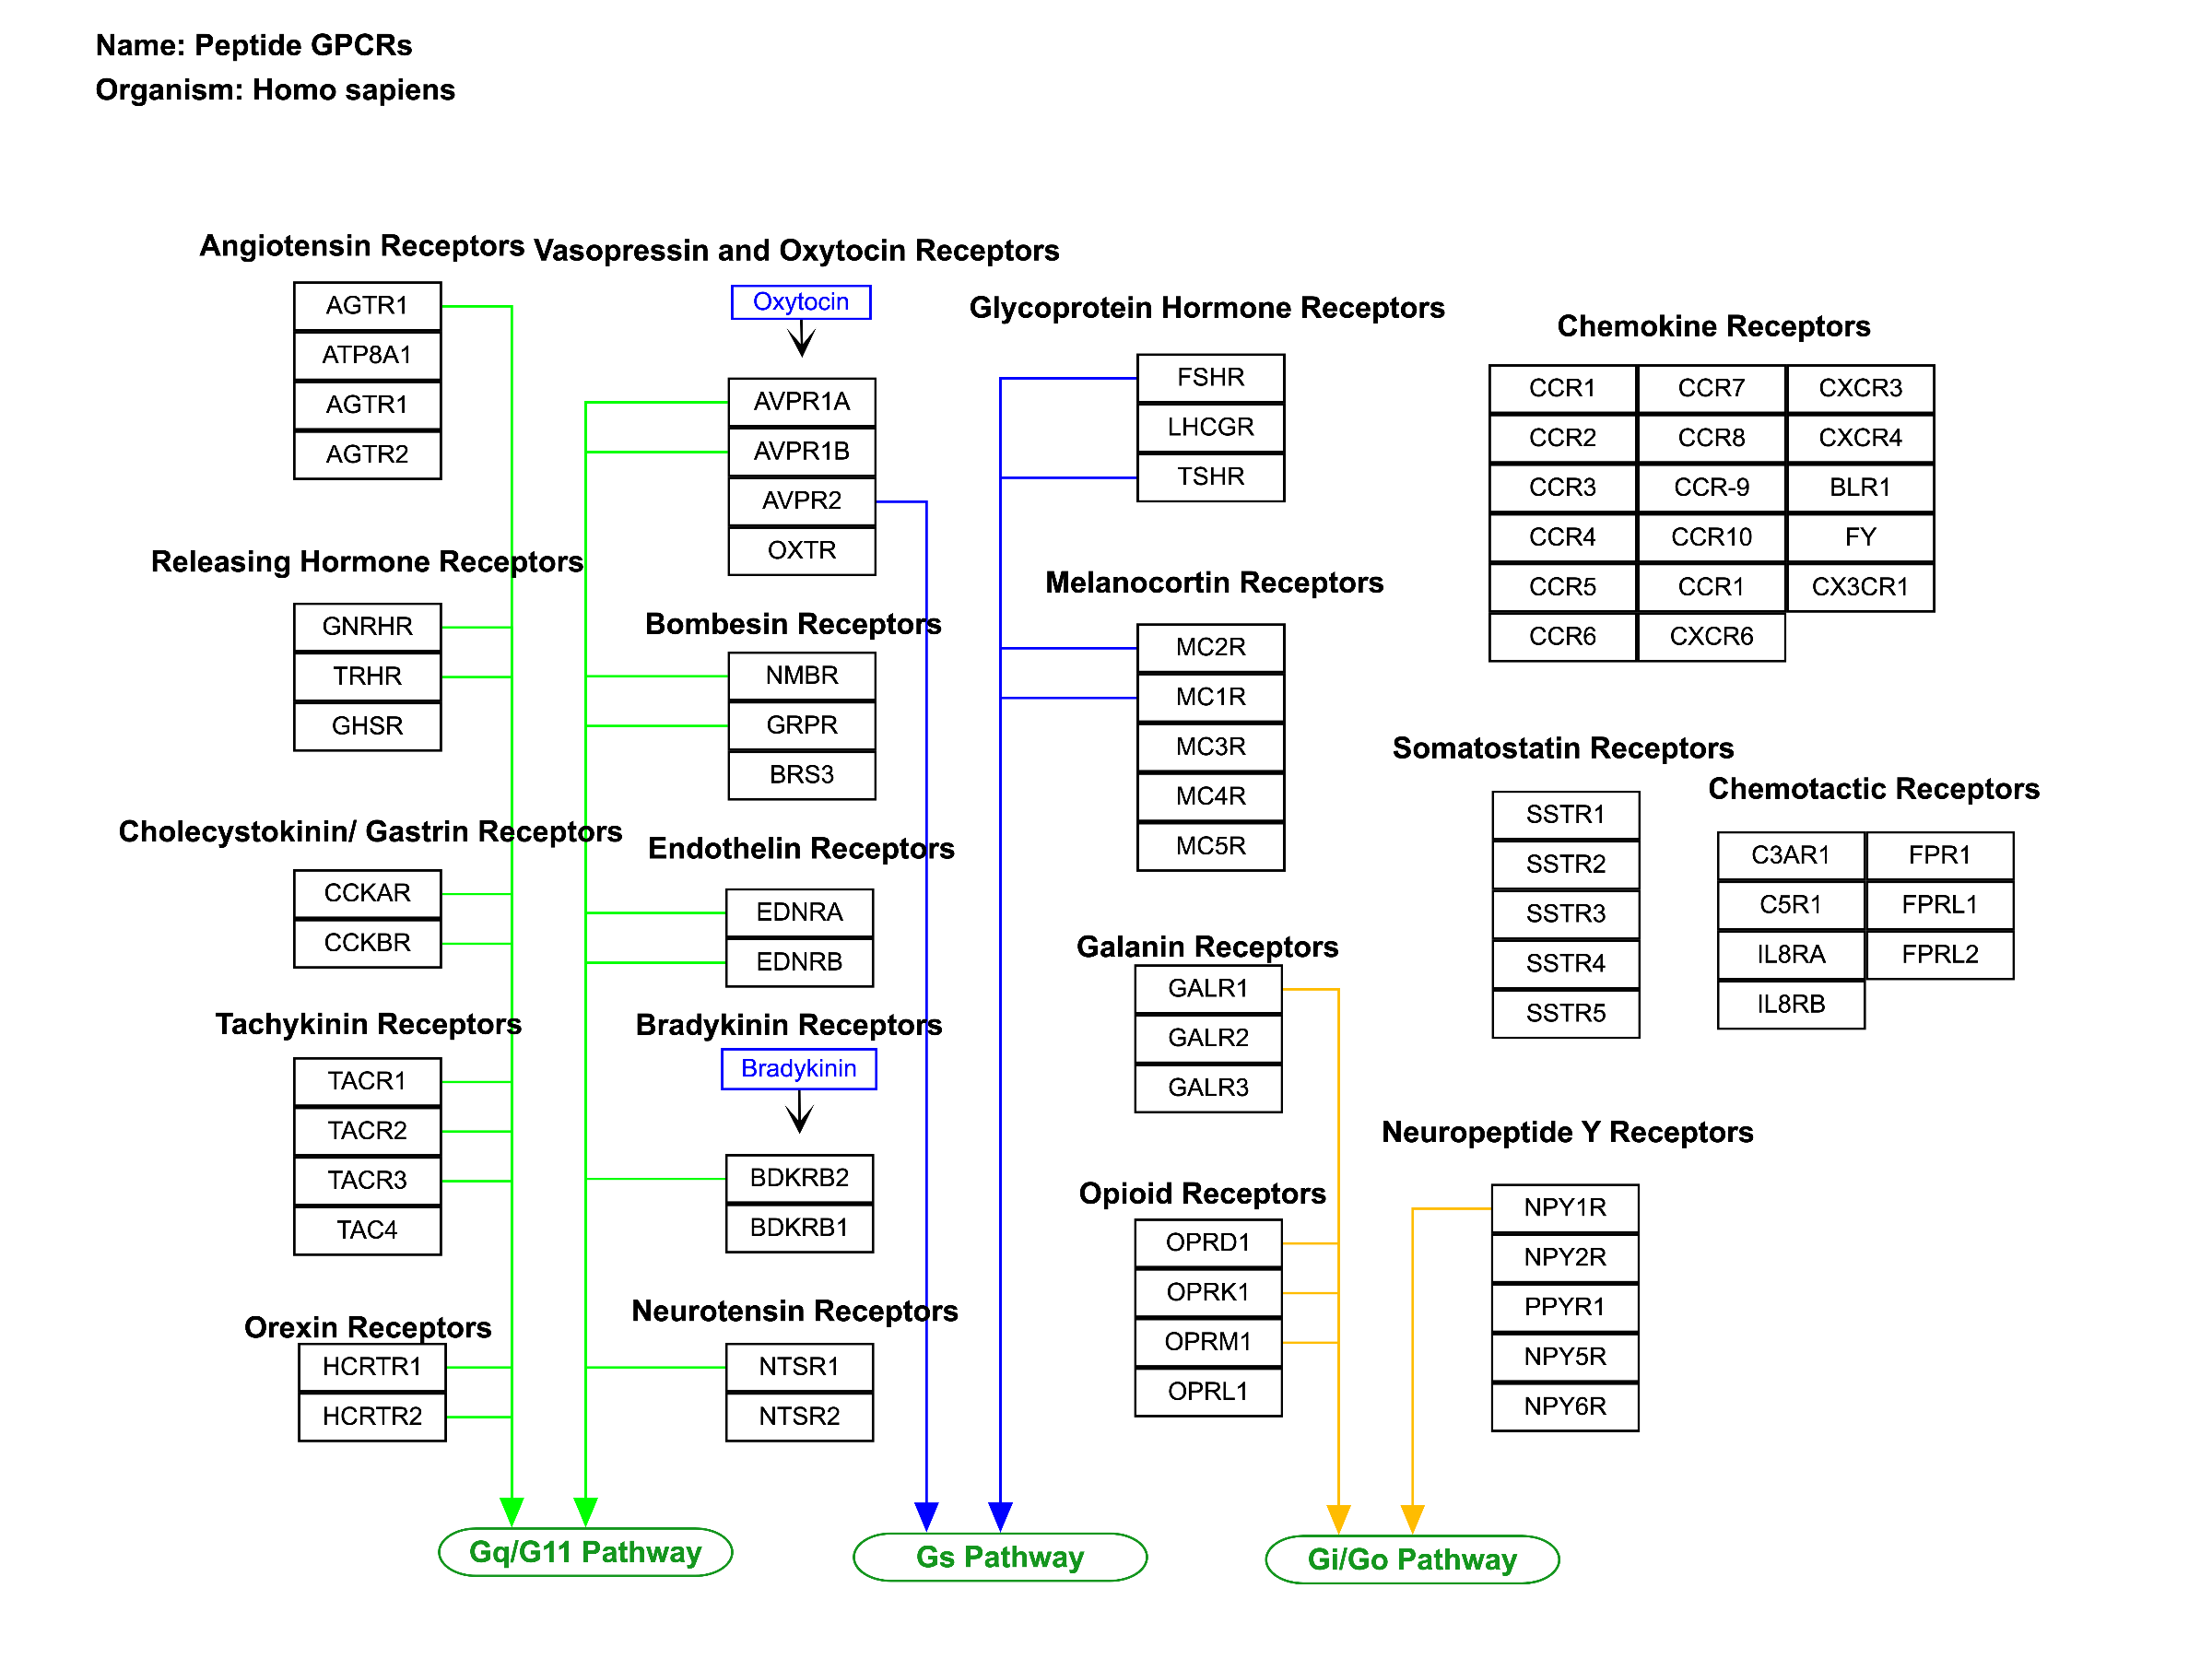 Name: Peptide GPCRs
Organism: Homo sapiens
Angiotensin Receptors
AGTR1
ATP8A1
AGTR1
AGTR2
Releasing Hormone Receptors
GNRHR
TRHR
GHSR
Cholecystokinin/ Gastrin Receptors
CCKAR
CCKBR
Tachykinin Receptors
TACR1
TACR2
TACR3
TAC4
Orexin Receptors
HCRTR1
HCRTR2
Vasopressin and Oxytocin Receptors
Oxytocin
AVPR1A
AVPR1B
AVPR2
OXTR
Bombesin Receptors
NMBR
GRPR
BRS3
Endothelin Receptors
EDNRA
EDNRB
Bradykinin Receptors
Bradykinin
BDKRB2
BDKRB1
Neurotensin Receptors
NTSR1
NTSR2
Glycoprotein Hormone Receptors
FSHR
LHCGR
TSHR
Melanocortin Receptors
MC2R
MC1R
MC3R
MC4R
MC5R
Galanin Receptors
GALR1
GALR2
GALR3
Opioid Receptors
OPRD1
OPRK1
OPRM1
OPRL1
Chemokine Receptors
CCR1 CCR7 CXCR3
CCR2 CCR8 CXCR4
CCR3 CCR-9 BLR1
CCR4 CCR10 FY
CCR5 CCR1 CX3CR1
CCR6 CXCR6
Somatostatin Receptors
SSTR1
SSTR2
SSTR3
SSTR4
SSTR5
Chemotactic Receptors
C3AR1 FPR1
C5R1 FPRL1
IL8RA FPRL2
IL8RB
Neuropeptide Y Receptors
NPY1R
NPY2R
PPYR1
NPY5R
NPY6R
Gq/G11 Pathway
Gs Pathway
Gi/Go Pathway